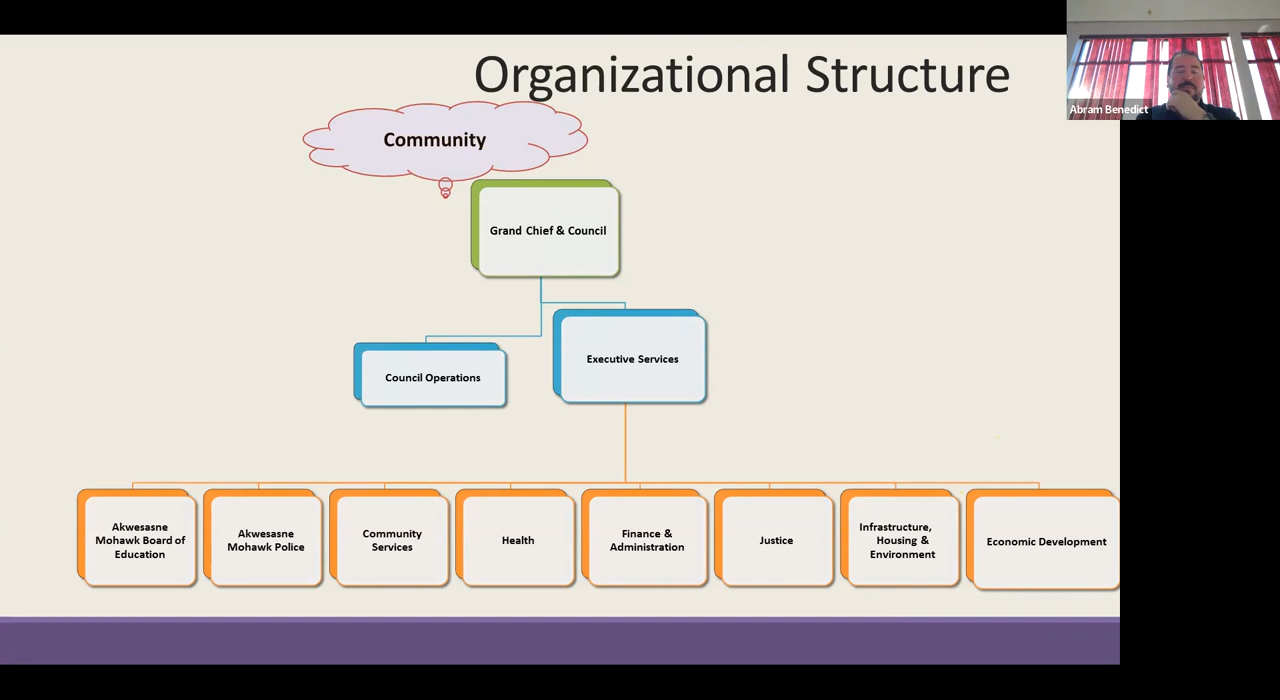 Organizational Structure
Abram Benedict
Community
Grand Chief & Council
Executive Services
Council Operations
Akwesasne
Mohawk Board of
Education
Akwesasne
Mohawk Police
Community
Services
Health
Finance &
Administration
Justice
Infrastructure,
Housing &
Environment
Economic Development